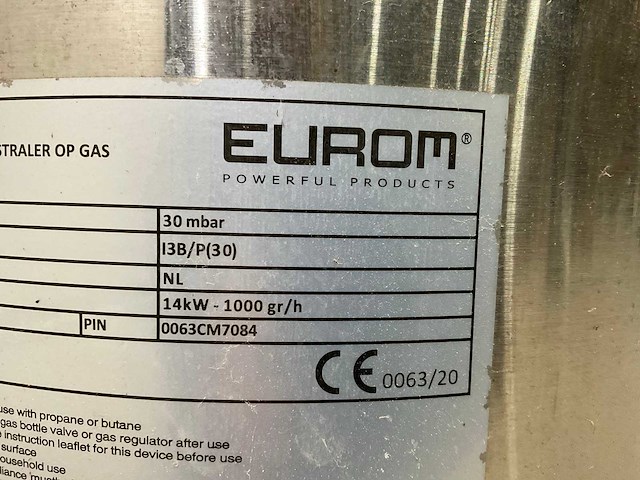 STRALER OP GAS
EUROM®
POWERFUL PRODUCTS
30 mbar
I3B/P(30)
NL
14kW - 1000 gr/h
PIN 0063CM7084
CE 0063/20
use with propane or butane
gas bottle valve or gas regulator after use
instruction leaflet for this device before use
surface
household use